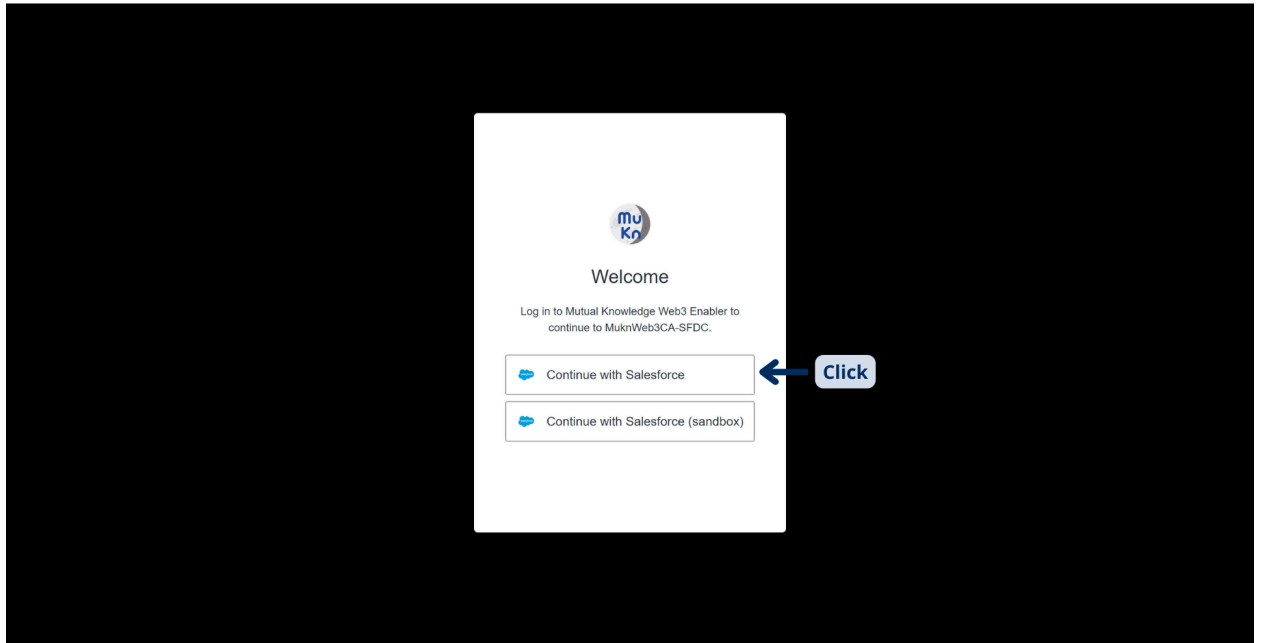 Mu
Kn
Welcome
Log in to Mutual Knowledge Web3 Enabler to
continue to MuknWeb3CA-SFDC.
Continue with Salesforce
Click
Continue with Salesforce (sandbox)